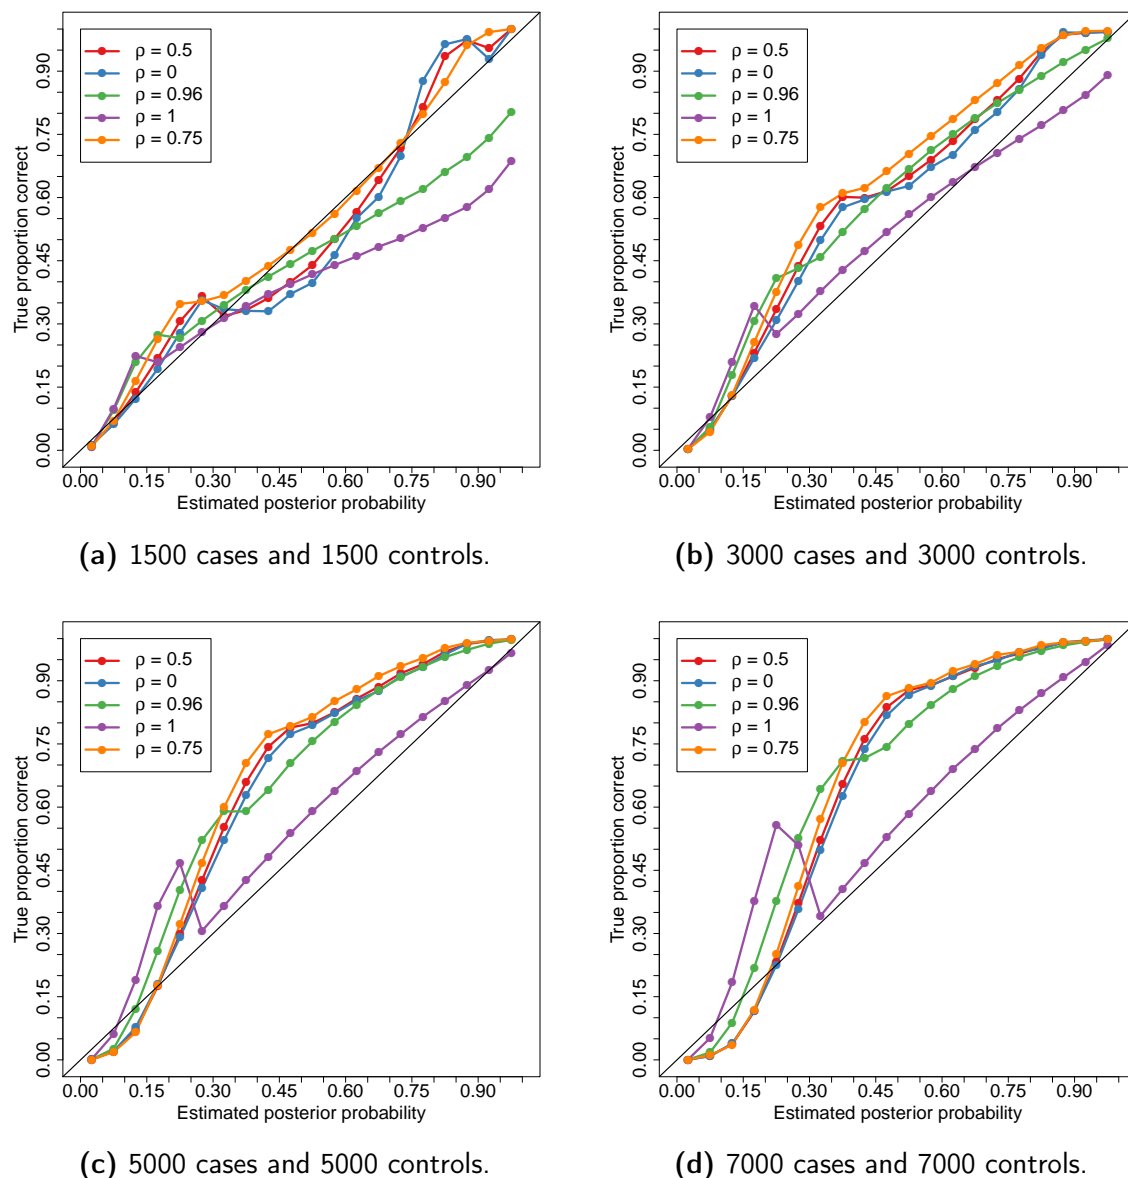 ρ = 0.5
ρ = 0
ρ = 0.96
ρ = 1
ρ = 0.75
True proportion correct
0.00 0.15 0.30 0.45 0.60 0.75 0.90
0.00 0.15 0.30 0.45 0.60 0.75 0.90
Estimated posterior probability
(a) 1500 cases and 1500 controls.
ρ = 0.5
ρ = 0
ρ = 0.96
ρ = 1
ρ = 0.75
True proportion correct
0.00 0.15 0.30 0.45 0.60 0.75 0.90
0.00 0.15 0.30 0.45 0.60 0.75 0.90
Estimated posterior probability
(b) 3000 cases and 3000 controls.
ρ = 0.5
ρ = 0
ρ = 0.96
ρ = 1
ρ = 0.75
True proportion correct
0.00 0.15 0.30 0.45 0.60 0.75 0.90
0.00 0.15 0.30 0.45 0.60 0.75 0.90
Estimated posterior probability
(c) 5000 cases and 5000 controls.
ρ = 0.5
ρ = 0
ρ = 0.96
ρ = 1
ρ = 0.75
True proportion correct
0.00 0.15 0.30 0.45 0.60 0.75 0.90
0.00 0.15 0.30 0.45 0.60 0.75 0.90
Estimated posterior probability
(d) 7000 cases and 7000 controls.